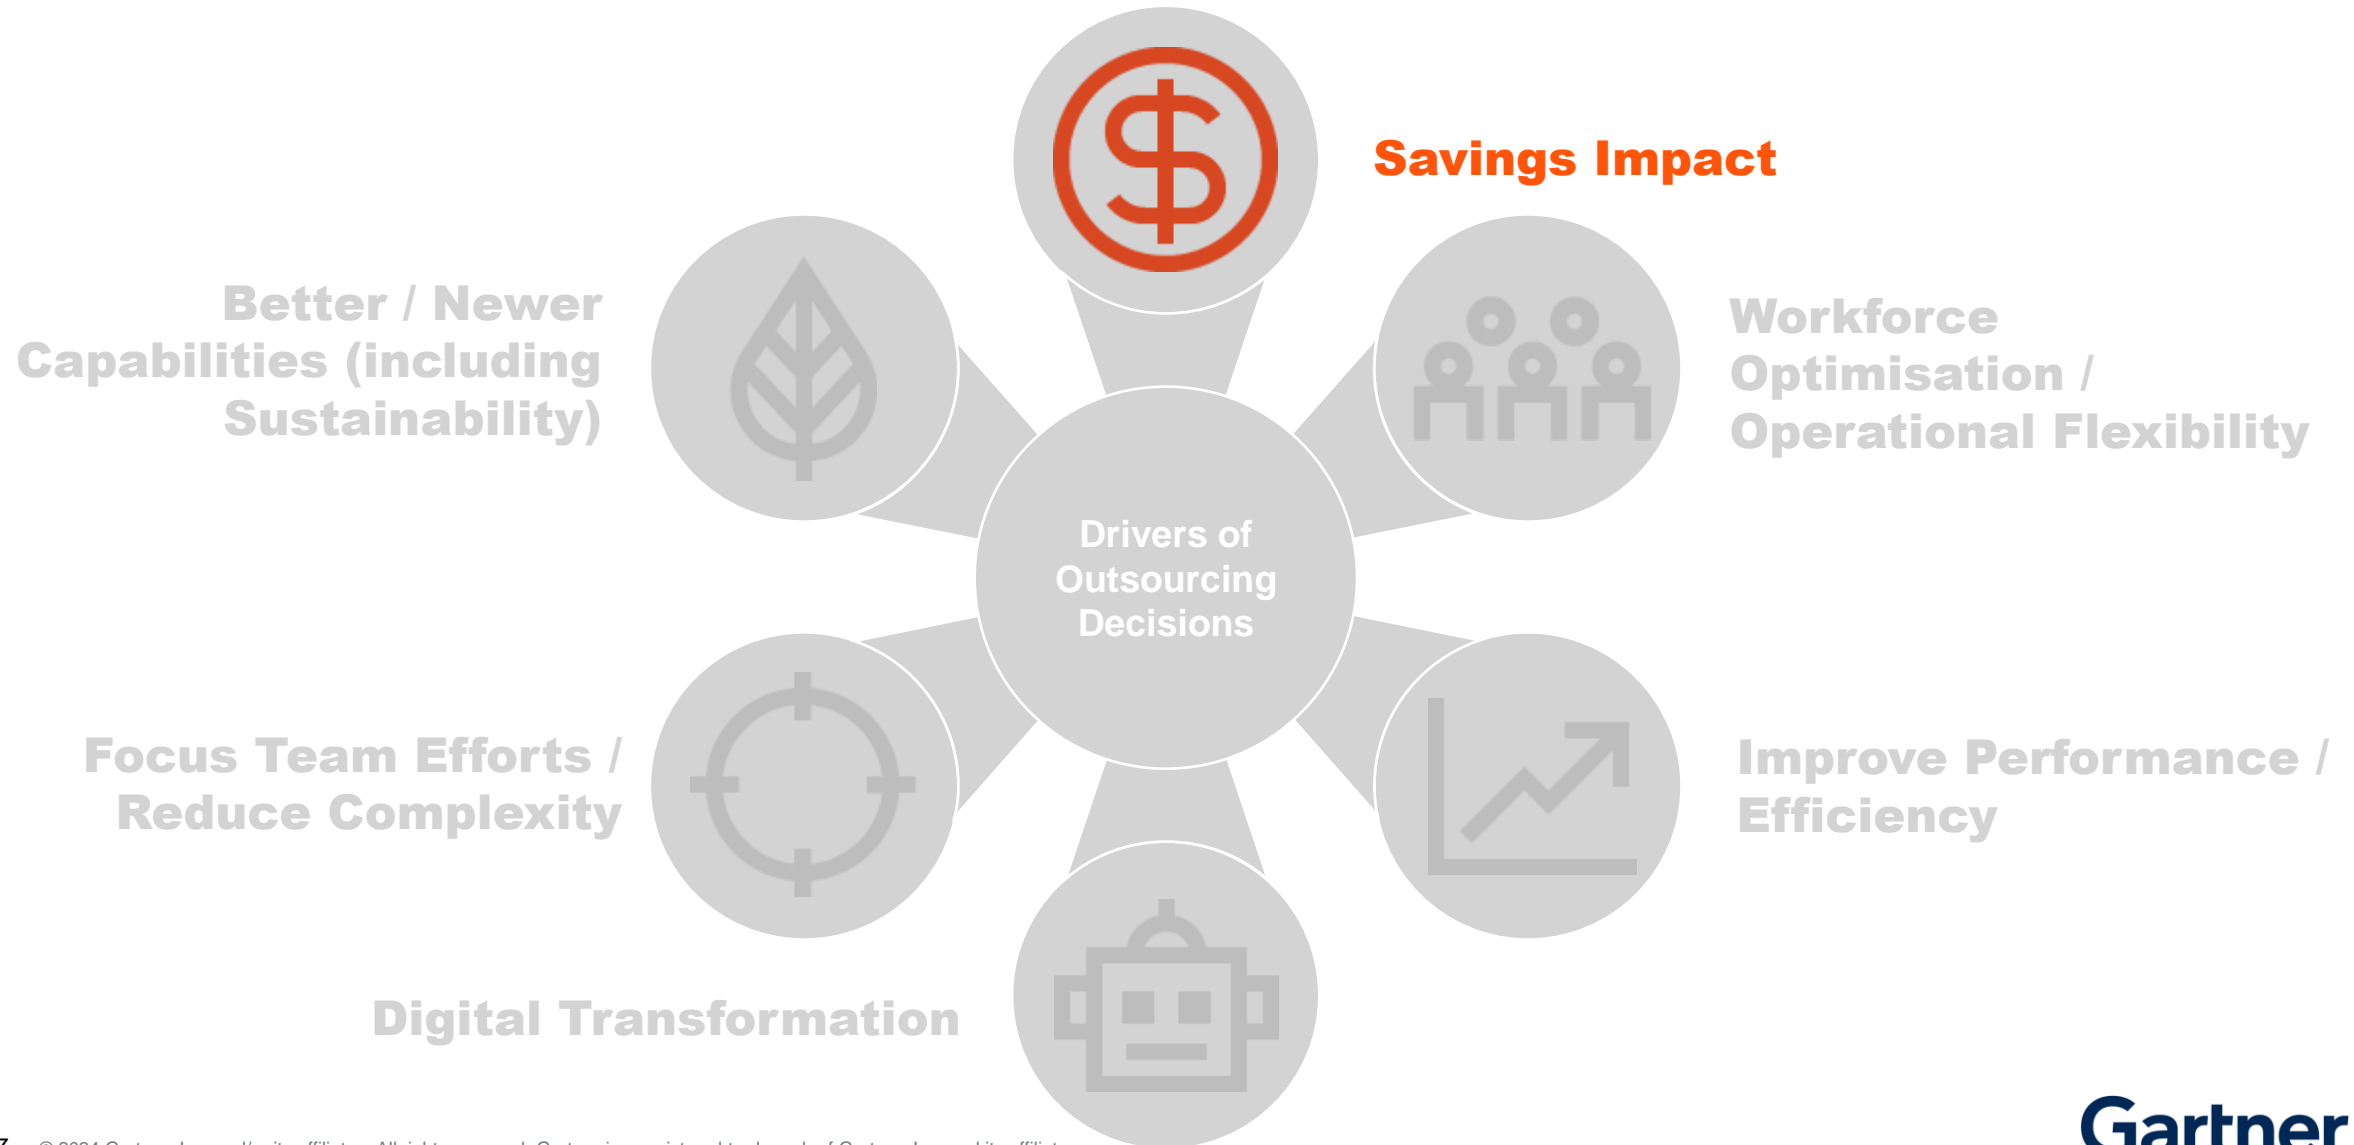 Savings Impact
Better / Newer
Capabilities (including
Sustainability)
Workforce
Optimisation /
Operational Flexibility
Drivers of
Outsourcing
Decisions
Focus Team Efforts /
Reduce Complexity
Improve Performance /
Efficiency
Digital Transformation
Gartner